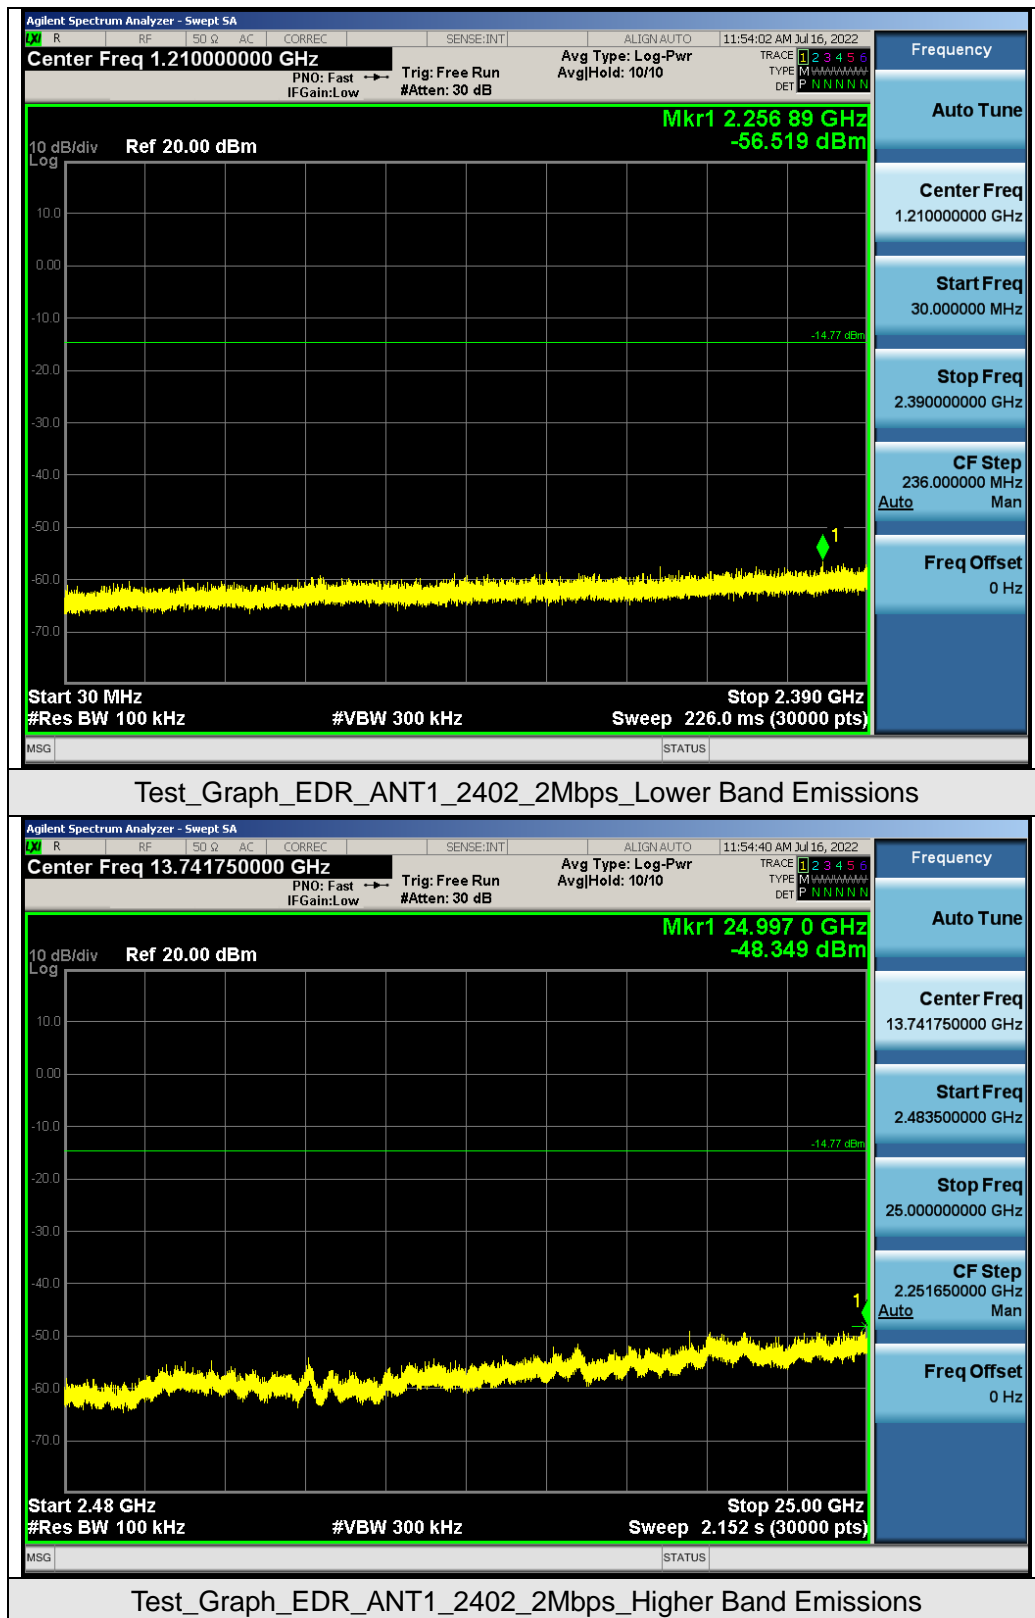 Agilent Spectrum Analyzer - Swept SA
LXI R RF 50 Ω AC CORREC SENSE:INT ALIGN AUTO 11:54:02 AM Jul 16, 2022
Center Freq 1.210000000 GHz
PNO: Fast
IFGain:Low
Trig: Free Run
#Atten: 30 dB
Avg Type: Log-Pwr
Avg|Hold: 10/10
TRACE 1 2 3 4 5 6
TYPE M
DET P N N N N N
Mkr1 2.256 89 GHz
-56.519 dBm
10 dB/div Ref 20.00 dBm
Log
10.0
0.00
-14.77 dBm
-10.0
-20.0
-30.0
-40.0
-50.0
-60.0
-70.0
1
Start 30 MHz Stop 2.390 GHz
#Res BW 100 kHz #VBW 300 kHz Sweep 226.0 ms (30000 pts)
MSG STATUS
Frequency
Auto Tune
Center Freq
1.210000000 GHz
Start Freq
30.000000 MHz
Stop Freq
2.390000000 GHz
CF Step
236.000000 MHz
Auto Man
Freq Offset
0 Hz
Test_Graph_EDR_ANT1_2402_2Mbps_Lower Band Emissions
Agilent Spectrum Analyzer - Swept SA
LXI R RF 50 Ω AC CORREC SENSE:INT ALIGN AUTO 11:54:40 AM Jul 16, 2022
Center Freq 13.741750000 GHz
PNO: Fast
IFGain:Low
Trig: Free Run
#Atten: 30 dB
Avg Type: Log-Pwr
Avg|Hold: 10/10
TRACE 1 2 3 4 5 6
TYPE M
DET P N N N N N
Mkr1 24.997 0 GHz
-48.349 dBm
10 dB/div Ref 20.00 dBm
Log
10.0
0.00
-14.77 dBm
-10.0
-20.0
-30.0
-40.0
-50.0
-60.0
-70.0
1
Start 2.48 GHz Stop 25.00 GHz
#Res BW 100 kHz #VBW 300 kHz Sweep 2.152 s (30000 pts)
MSG STATUS
Frequency
Auto Tune
Center Freq
13.741750000 GHz
Start Freq
2.483500000 GHz
Stop Freq
25.000000000 GHz
CF Step
2.251650000 GHz
Auto Man
Freq Offset
0 Hz
Test_Graph_EDR_ANT1_2402_2Mbps_Higher Band Emissions